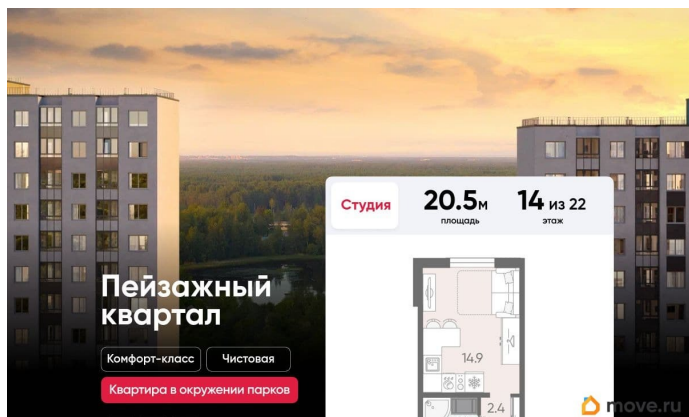 Студия
20.5м
площадь
14 из 22
этаж
Пейзажный
квартал
Комфорт-класс
Чистовая
Квартира в окружении парков
14.9
2.4
move.ru